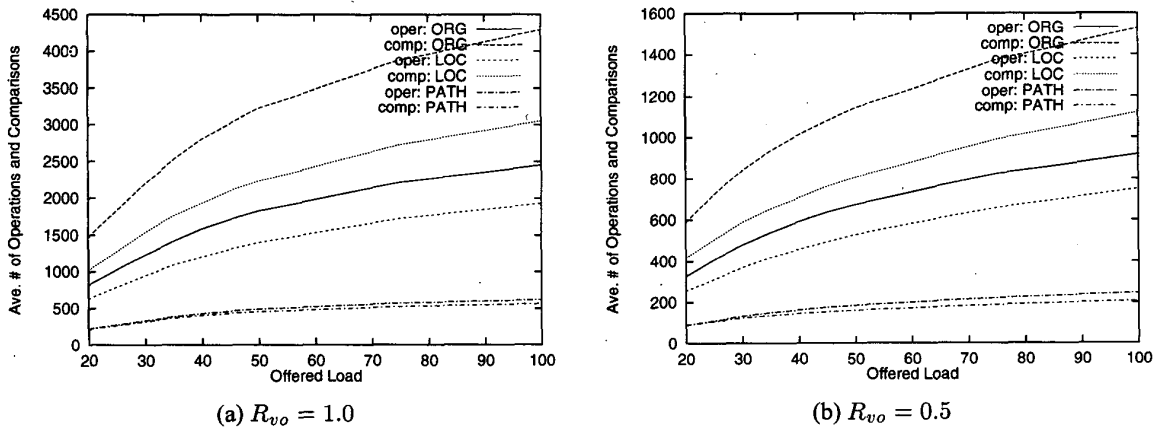 4500
4000
3500
3000
2500
2000
1500
1000
500
0
Ave. # of Operations and Comparisons
oper: ORG
comp: ORG
oper: LOC
comp: LOC
oper: PATH
comp: PATH
20 30 40 50 60 70 80 90 100
Offered Load
(a) R_{vo} = 1.0
1600
1400
1200
1000
800
600
400
200
0
Ave. # of Operations and Comparisons
oper: ORG
comp: ORG
oper: LOC
comp: LOC
oper: PATH
comp: PATH
20 30 40 50 60 70 80 90 100
Offered Load
(b) R_{vo} = 0.5